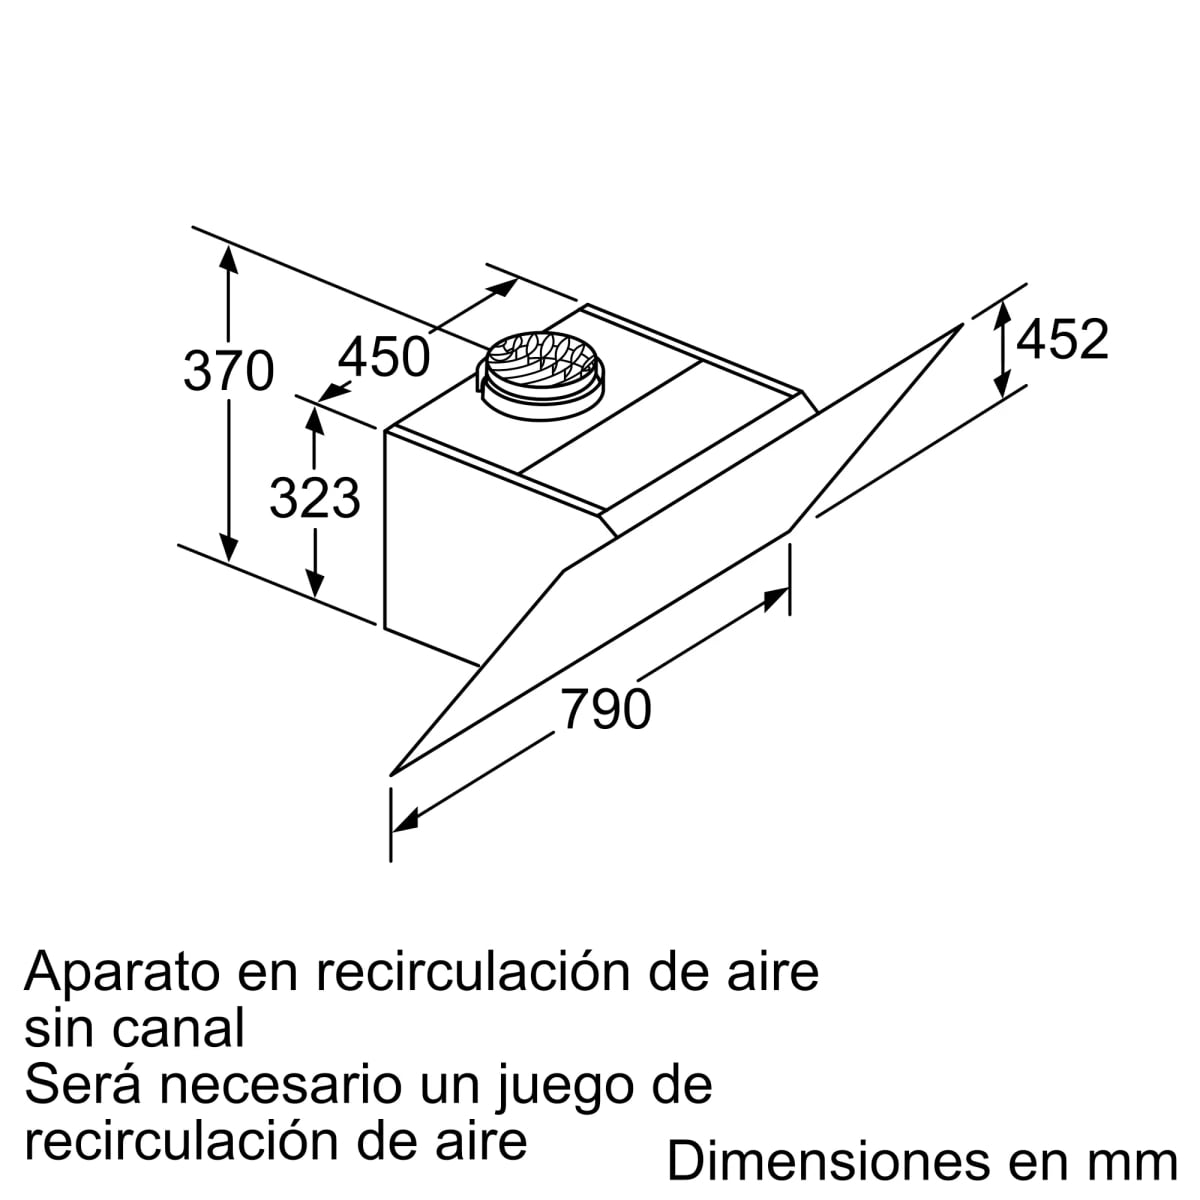 370
450
452
323
790
Aparato en recirculación de aire
sin canal
Será necesario un juego de
recirculación de aire
Dimensiones en mm